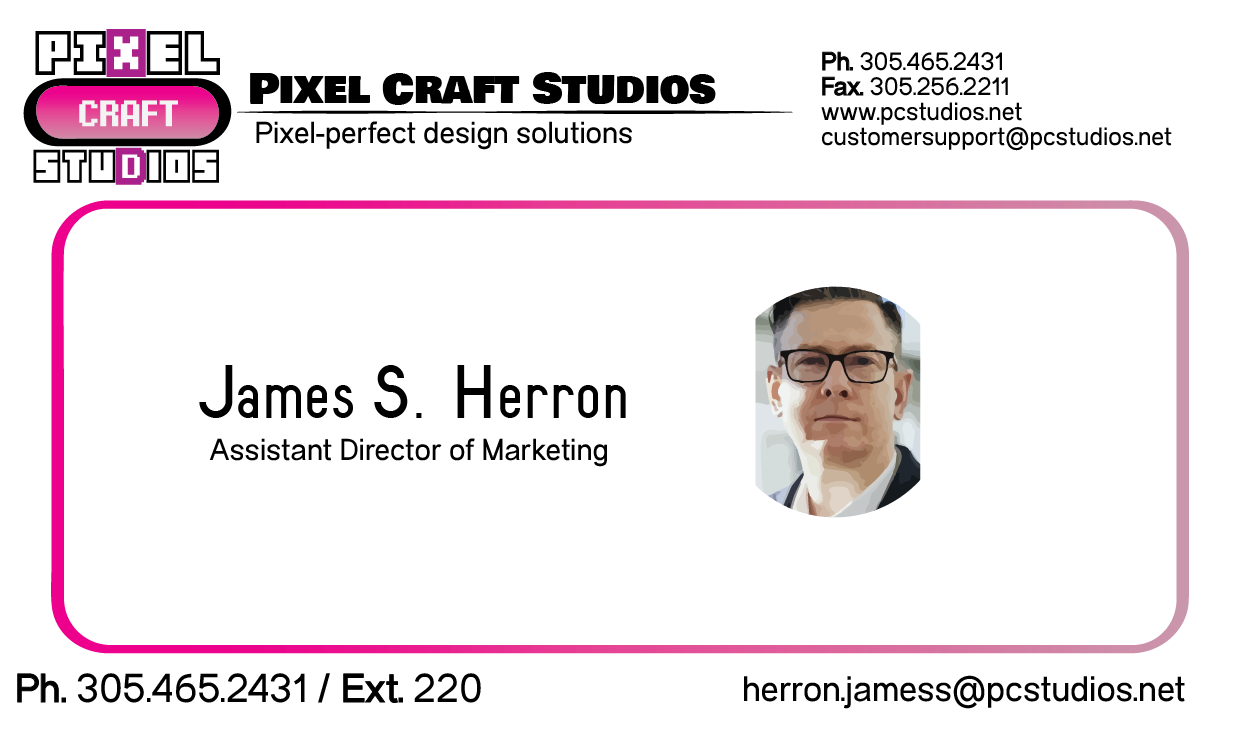 PIXEL
CRAFT
STUDIOS
Pixel Craft Studios
Pixel-perfect design solutions
Ph. 305.465.2431
Fax. 305.256.2211
www.pcstudios.net
customersupport@pcstudios.net
James S. Herron
Assistant Director of Marketing
Ph. 305.465.2431 / Ext. 220
herron.jamess@pcstudios.net